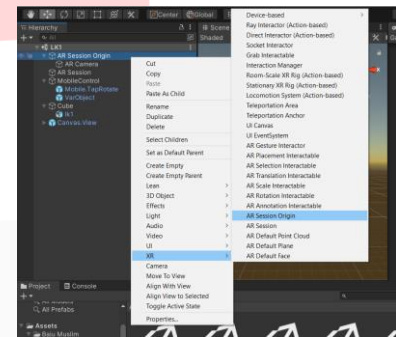 Center Global
Hierarchy
Scene
Shaded
All
LK1
AR Session Origin
AR Camera
AR Session
MobileControl
Mobile.TapRotate
VarObject
Cube
lk1
Canvas.View
Cut
Copy
Paste
Paste As Child
Rename
Duplicate
Delete
Select Children
Set as Default Parent
Create Empty
Create Empty Parent
Lean
3D Object
Effects
Light
Audio
Video
UI
XR
Camera
Move To View
Align With View
Align View to Selected
Toggle Active State
Properties...
Device-based
Ray Interactor (Action-based)
Direct Interactor (Action-based)
Socket Interactor
Grab Interactable
Interaction Manager
Room-Scale XR Rig (Action-based)
Stationary XR Rig (Action-based)
Locomotion System (Action-based)
Teleportation Area
Teleportation Anchor
UI Canvas
UI EventSystem
AR Gesture Interactor
AR Placement Interactable
AR Selection Interactable
AR Translation Interactable
AR Scale Interactable
AR Rotation Interactable
AR Annotation Interactable
AR Session Origin
AR Session
AR Default Point Cloud
AR Default Plane
AR Default Face
Project Console
All Prefabs
Assets
Baju Muslim